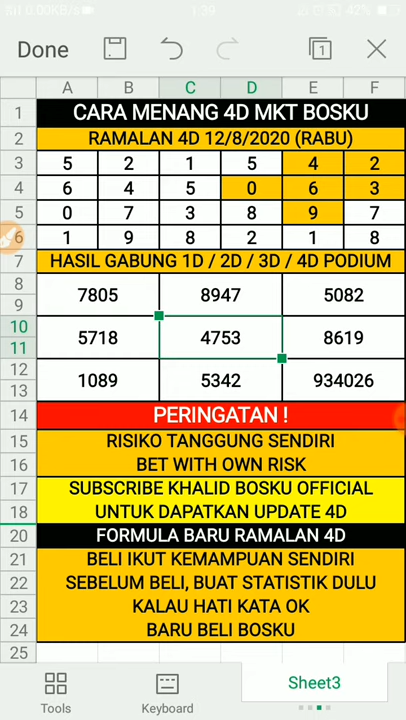 1:39
42%
Done
1
A B C D E F
1 CARA MENANG 4D MKT BOSKU
2 RAMALAN 4D 12/8/2020 (RABU)
3 5 2 1 5 4 2
4 6 4 5 0 6 3
5 0 7 3 8 9 7
6 1 9 8 2 1 8
7 HASIL GABUNG 1D / 2D / 3D / 4D PODIUM
8
9 7805 8947 5082
10
11 5718 4753 8619
12
13 1089 5342 934026
14 PERINGATAN !
15 RISIKO TANGGUNG SENDIRI
16 BET WITH OWN RISK
17 SUBSCRIBE KHALID BOSKU OFFICIAL
18 UNTUK DAPATKAN UPDATE 4D
20 FORMULA BARU RAMALAN 4D
21 BELI IKUT KEMAMPUAN SENDIRI
22 SEBELUM BELI, BUAT STATISTIK DULU
23 KALAU HATI KATA OK
24 BARU BELI BOSKU
25
Tools Keyboard Sheet3